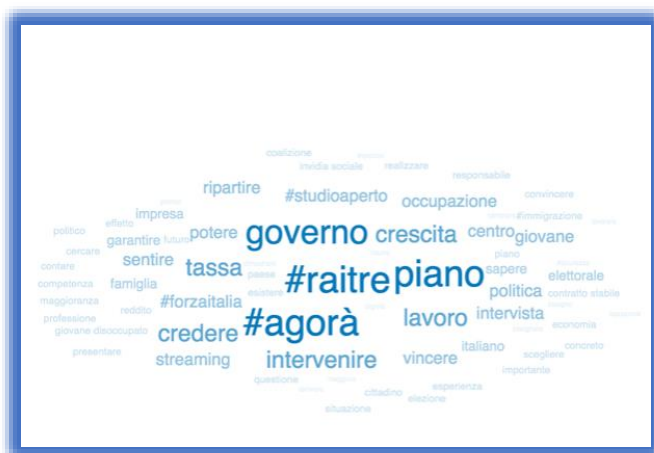 coalizione
invidia sociale realizzare
responsabile
ripartire #studioaperto occupazione convincere
impresa #immigrazione
politico effetto
garantire futuro potere governo crescita centro giovane
cercare
sentire tassa paese #raitre piano sapere piano elettorale
contare
competenza famiglia esistere politica contratto stabile
maggioranza reddito #forzaitalia #agorà lavoro intervista
professione
giovane disoccupato credere economia
presentare streaming intervenire vincere italiano scegliere concreto
importante
questione cittadino elezione esperienza
situazione